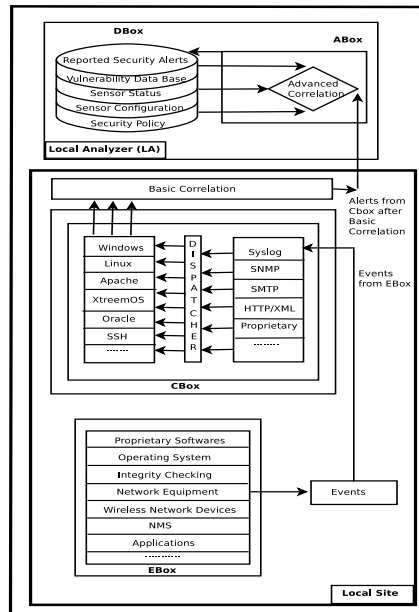 DBox
ABox
Reported Security Alerts
Vulnerability Data Base
Sensor Status
Sensor Configuration
Security Policy
Advanced
Correlation
Local Analyzer (LA)
Basic Correlation
Alerts from
Cbox after
Basic
Correlation
Windows
Linux
Apache
XtreemOS
Oracle
SSH
.......
DISPATCHER
Syslog
SNMP
SMTP
HTTP/XML
Proprietary
........
CBox
Events
from EBox
Proprietary Softwares
Operating System
Integrity Checking
Network Equipment
Wireless Network Devices
NMS
Applications
..........
EBox
Events
Local Site